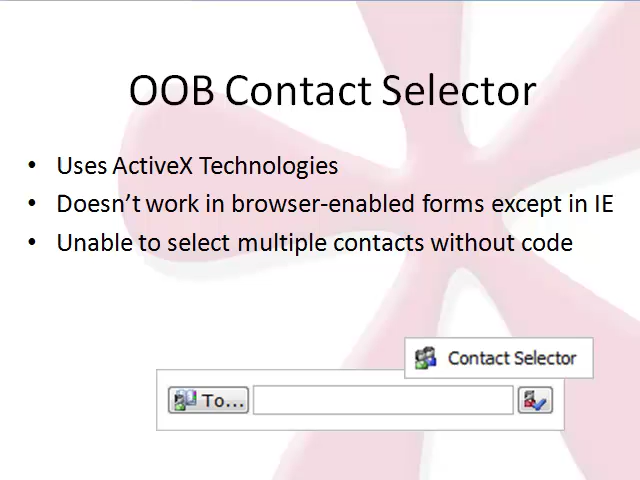 OOB Contact Selector
• Uses ActiveX Technologies
• Doesn’t work in browser-enabled forms except in IE
• Unable to select multiple contacts without code
Contact Selector
To...